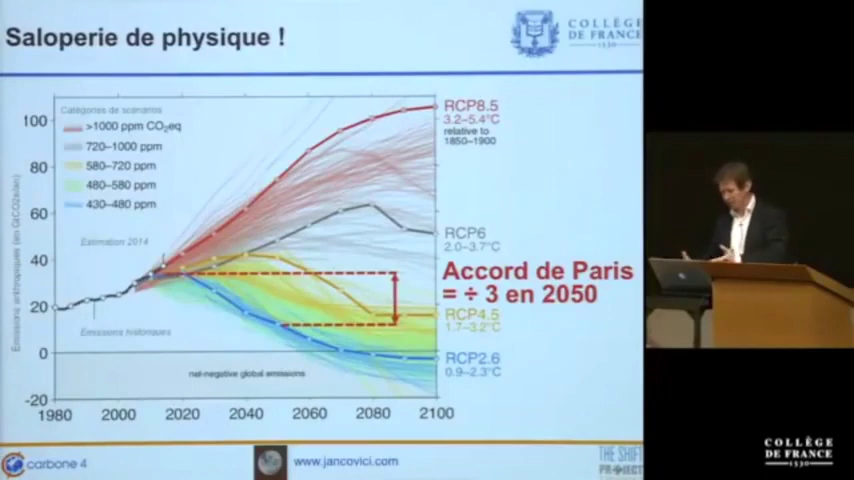 Saloperie de physique !
COLLÈGE
DE FRANCE
1530
Catégories de scénarios
>1000 ppm CO2eq
720–1000 ppm
580–720 ppm
480–580 ppm
430–480 ppm
Estimation 2014
Emissions historiques
net-negative global emissions
100
80
60
40
20
0
-20
1980
2000
2020
2040
2060
2080
2100
RCP8.5
3.2–5.4°C
relative to
1850–1900
RCP6
2.0–3.7°C
Accord de Paris
= ÷ 3 en 2050
RCP4.5
1.7–3.2°C
RCP2.6
0.9–2.3°C
carbone 4
www.jancovici.com
THE SHIFT
PROJECT
COLLÈGE
DE FRANCE
1530